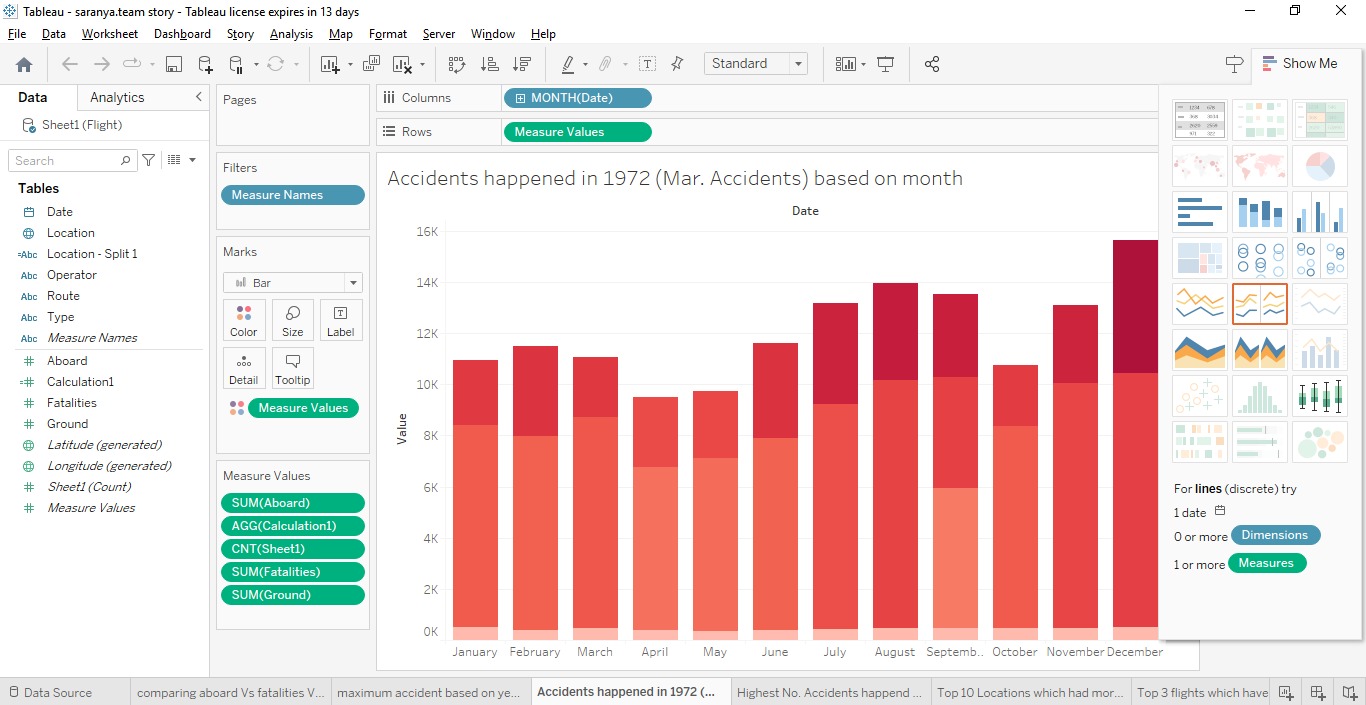 Tableau - saranya.team story - Tableau license expires in 13 days
File Data Worksheet Dashboard Story Analysis Map Format Server Window Help
Standard
Show Me
Data Analytics
Sheet1 (Flight)
Search
Tables
Date
Location
=Abc Location - Split 1
Abc Operator
Abc Route
Abc Type
Abc Measure Names
Aboard
Calculation1
Fatalities
Ground
Latitude (generated)
Longitude (generated)
Sheet1 (Count)
Measure Values
Pages
Filters
Measure Names
Marks
Bar
Color Size Label
Detail Tooltip
Measure Values
Measure Values
SUM(Aboard)
AGG(Calculation1)
CNT(Sheet1)
SUM(Fatalities)
SUM(Ground)
Columns MONTH(Date)
Rows Measure Values
Accidents happened in 1972 (Mar. Accidents) based on month
Date
Value
16K
14K
12K
10K
8K
6K
4K
2K
0K
January February March April May June July August Septemb.. October November December
For lines (discrete) try
1 date
0 or more Dimensions
1 or more Measures
Data Source comparing aboard Vs fatalities V... maximum accident based on ye... Accidents happened in 1972 (... Highest No. Accidents happend ... Top 10 Locations which had mor... Top 3 flights which have